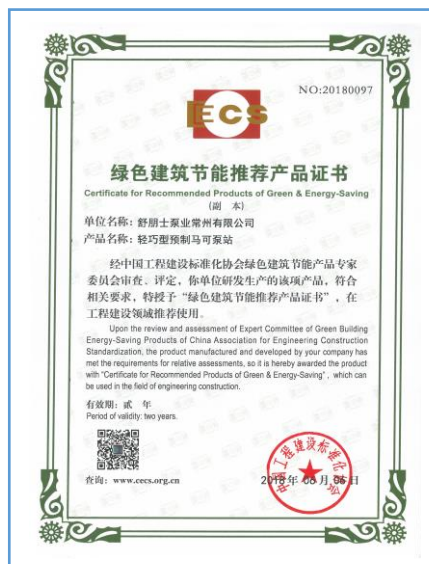 NO:20180097
ECS
绿色建筑节能推荐产品证书
Certificate for Recommended Products of Green & Energy-Saving
(副 本)
单位名称：舒朋士泵业常州有限公司
产品名称：轻巧型预制马可泵站
经中国工程建设标准化协会绿色建筑节能产品专家
委员会审查、评定，你单位研发生产的该项产品，符合
相关要求，特授予“绿色建筑节能推荐产品证书”，在
工程建设领域推荐使用。
Upon the review and assessment of Expert Committee of Green Building
Energy-Saving Products of China Association for Engineering Construction
Standardization, the product manufactured and developed by your company has
met the requirements for relative assessments, so it is hereby awarded the product
with "Certificate for Recommended Products of Green & Energy-Saving", which can
be used in the field of engineering construction.
有效期：贰 年
Period of validity: two years.
中国工程建设标准化协会
查询：www.cecs.org.cn
2018年 08月 06日